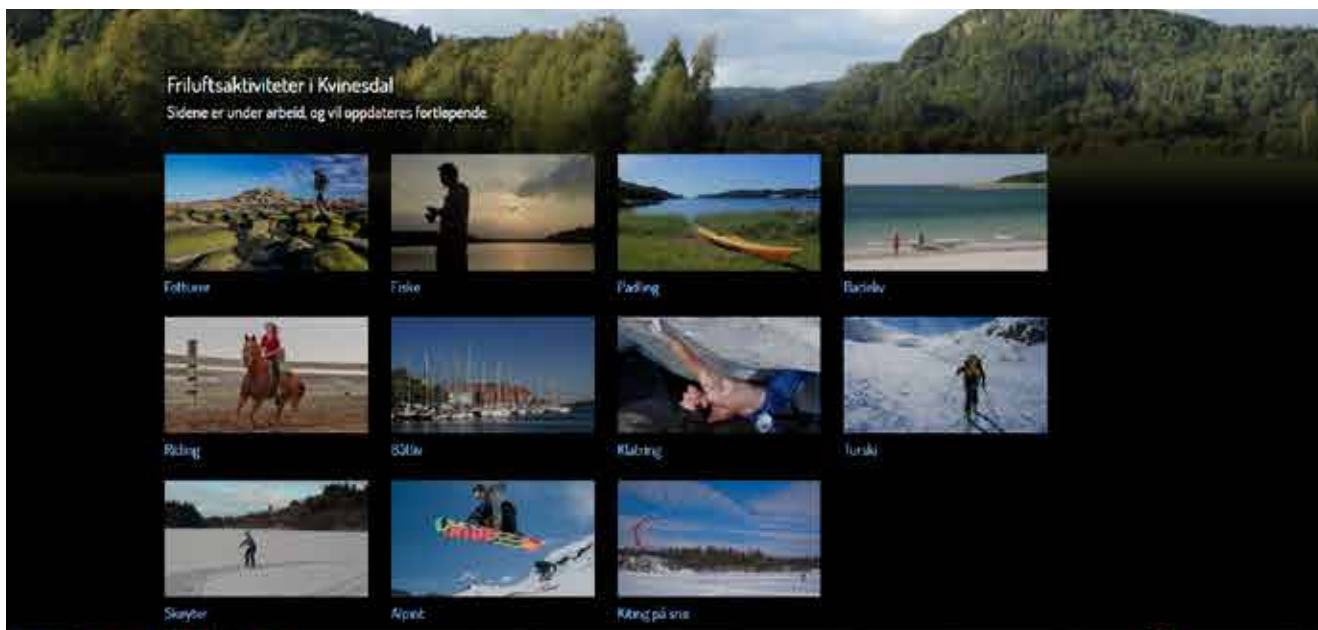 Friluftsaktiviteter i Kvinesdal
Sidene er under arbeid, og vil oppdateres fortløpende.
Fotturer
Fiske
Padling
Badeliv
Riding
Båtliv
Klatring
Turski
Skøyter
Alpint
Kiting på snø